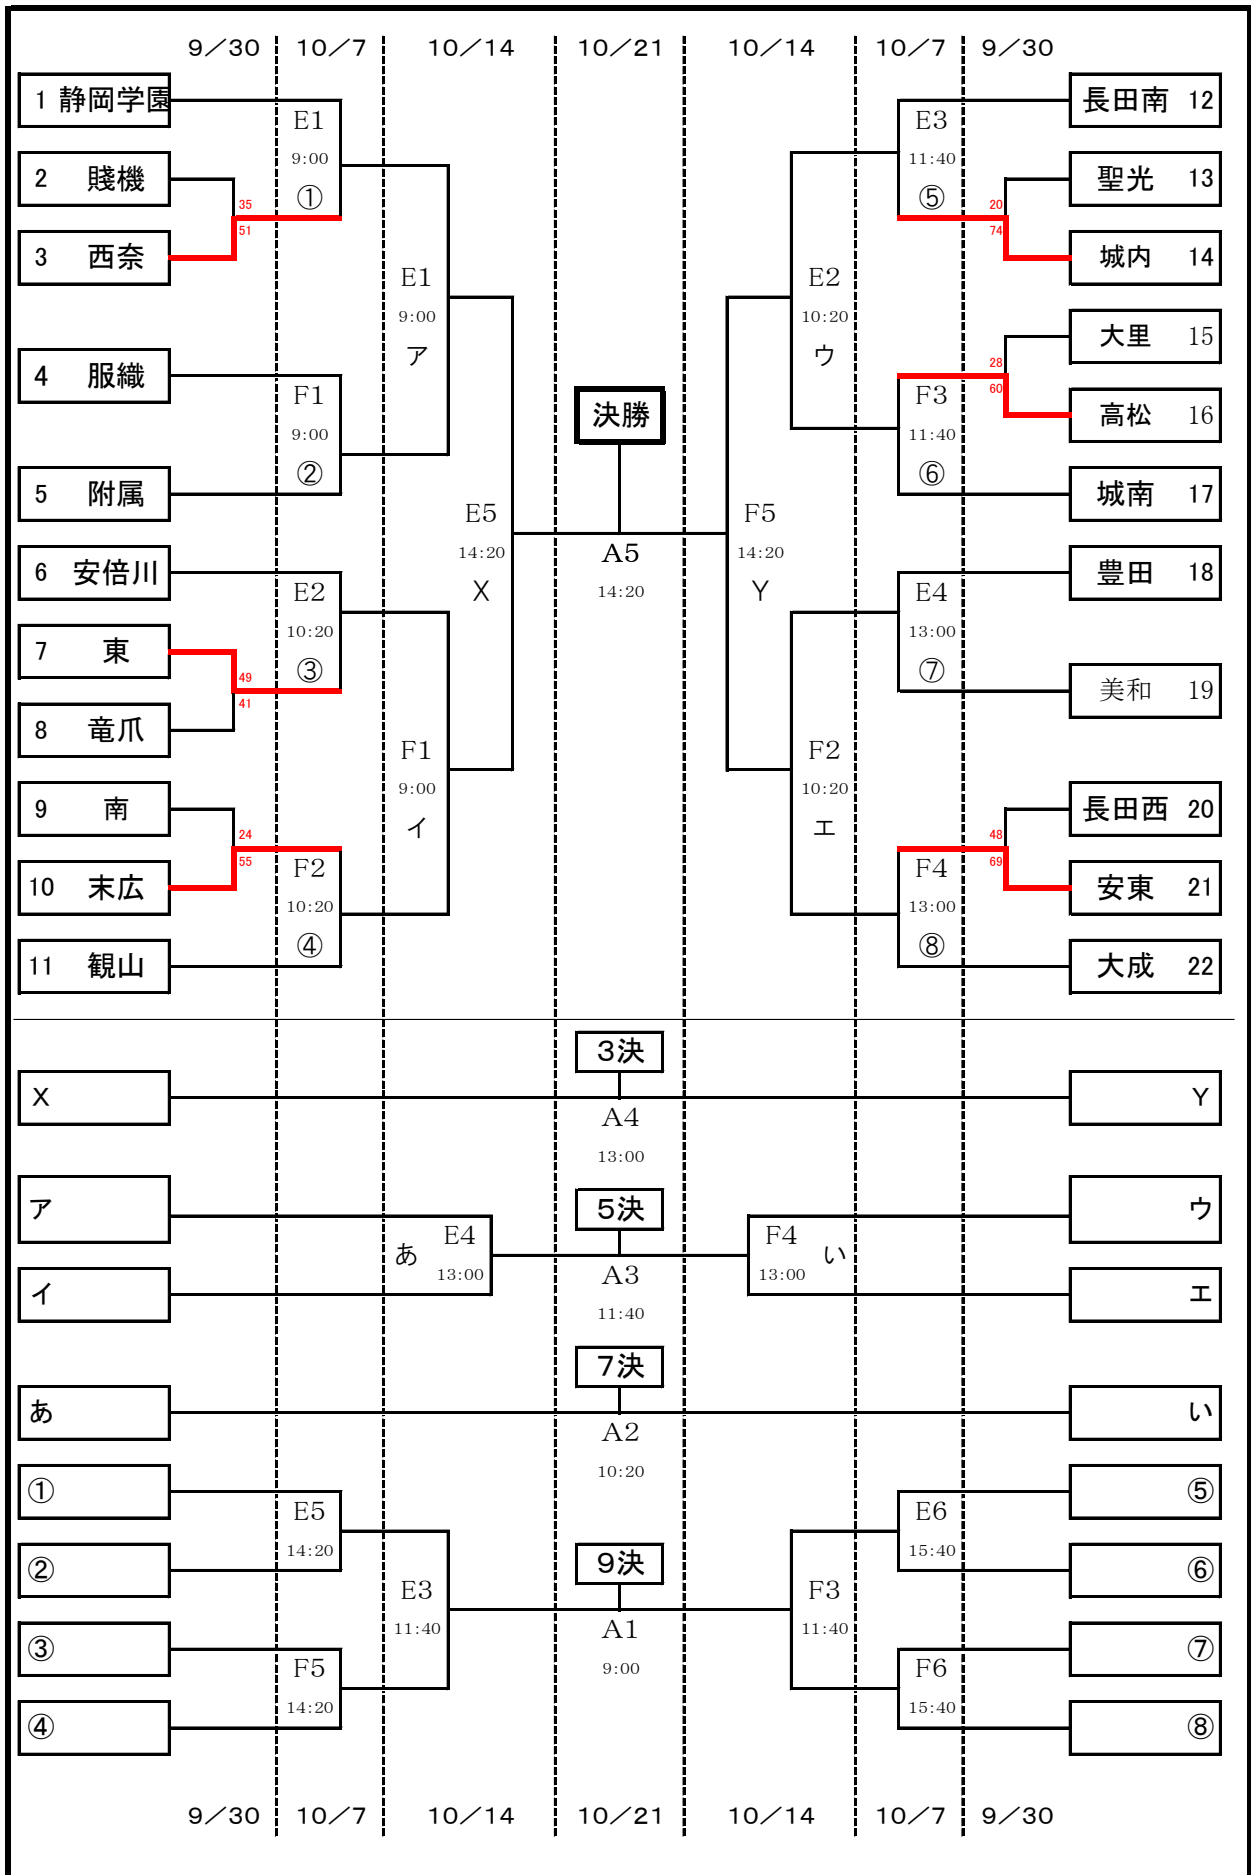 9/30 10/7 10/14 10/21 10/14 10/7 9/30
1 静岡学園 長田南 12
E1 E3
9:00 11:40
2 賤機 聖光 13
① ⑤
35 20
51 74
3 西奈 城内 14
E1 E2
9:00 10:20
大里 15
ア ウ
28
4 服織
60
F1 F3
決勝 高松 16
9:00 11:40
② ⑥
5 附属 城南 17
E5 F5
14:20 A5 14:20
6 安倍川 豊田 18
E2 14:20 E4
X Y
10:20 13:00
7 東
③ ⑦
49
41
美和 19
8 竜爪
F1 F2
9:00 10:20
9 南 長田西 20
イ エ
24 48
55 69
F2 F4
10 末広 安東 21
10:20 13:00
④ ⑧
11 観山 大成 22
3決
X Y
A4
13:00
ア 5決 ウ
あ E4 F4 い
13:00 A3 13:00
イ エ
11:40
7決
あ い
A2
10:20
① ⑤
E5 E6
14:20 15:40
② 9決 ⑥
E3 F3
11:40 A1 11:40
③ ⑦
F5 9:00 F6
14:20 15:40
④ ⑧
9/30 10/7 10/14 10/21 10/14 10/7 9/30